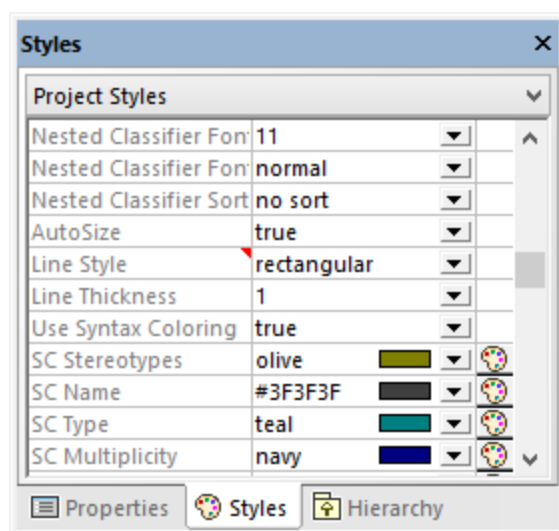 Styles
Project Styles
Nested Classifier Fon 11
Nested Classifier Fon normal
Nested Classifier Sort no sort
AutoSize true
Line Style rectangular
Line Thickness 1
Use Syntax Coloring true
SC Stereotypes olive
SC Name #3F3F3F
SC Type teal
SC Multiplicity navy
Properties Styles Hierarchy